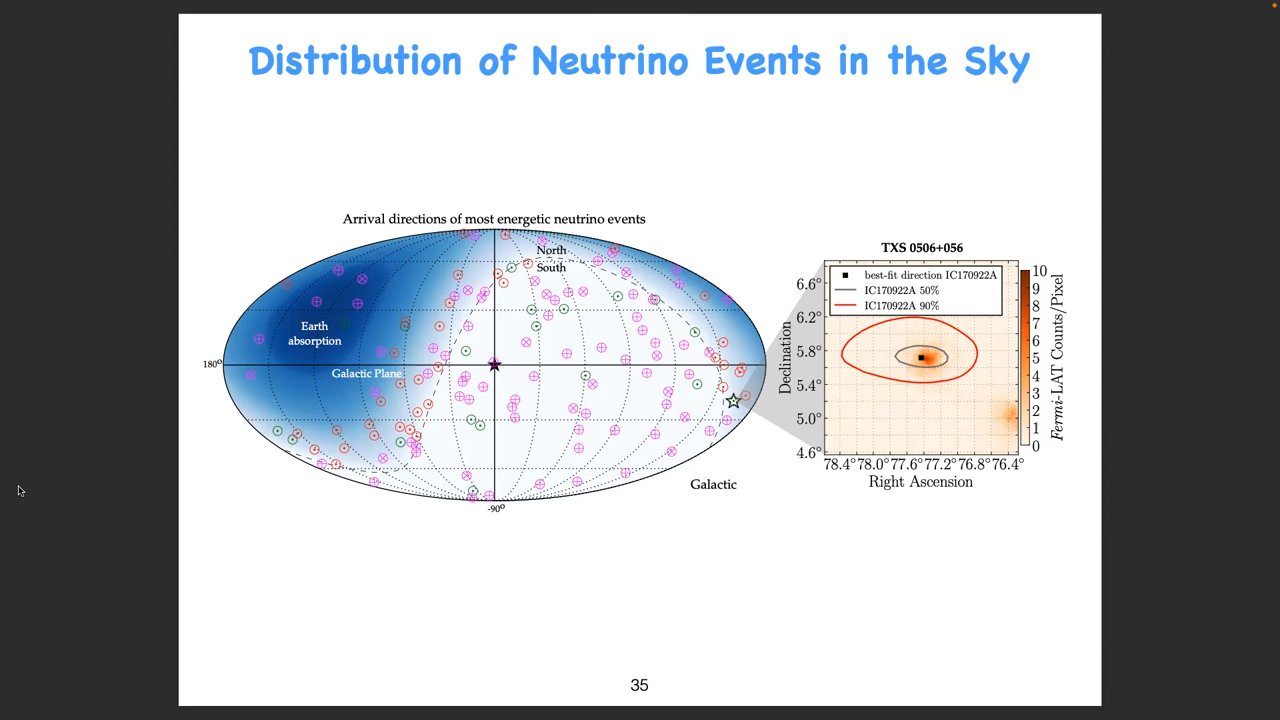 Distribution of Neutrino Events in the Sky
Arrival directions of most energetic neutrino events
North
South
Earth
absorption
180º
Galactic Plane
Galactic
-90º
TXS 0506+056
best-fit direction IC170922A
IC170922A 50%
IC170922A 90%
6.6°
6.2°
5.8°
5.4°
5.0°
4.6°
Declination
78.4° 78.0° 77.6° 77.2° 76.8° 76.4°
Right Ascension
10
9
8
7
6
5
4
3
2
1
0
Fermi-LAT Counts/Pixel
35